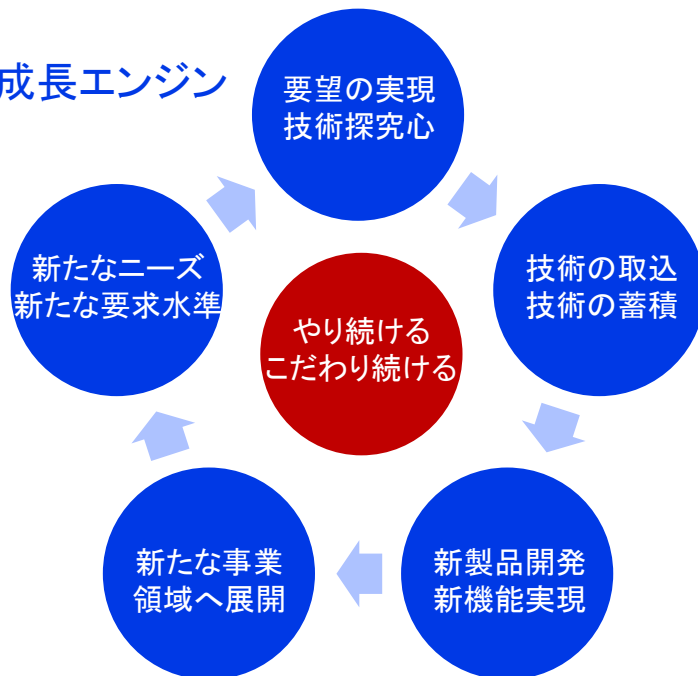 成長エンジン
要望の実現
技術探究心
技術の取込
技術の蓄積
新製品開発
新機能実現
新たな事業
領域へ展開
新たなニーズ
新たな要求水準
やり続ける
こだわり続ける